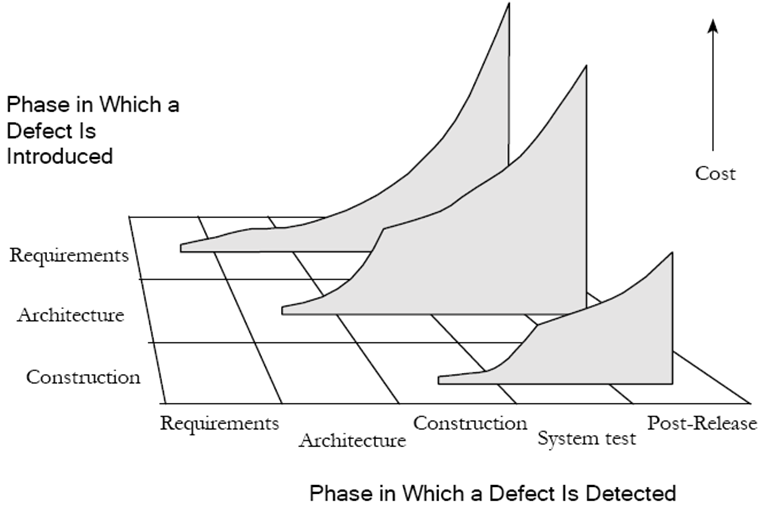 Phase in Which a
Defect Is
Introduced
Cost
Requirements
Architecture
Construction
Requirements
Architecture
Construction
System test
Post-Release
Phase in Which a Defect Is Detected